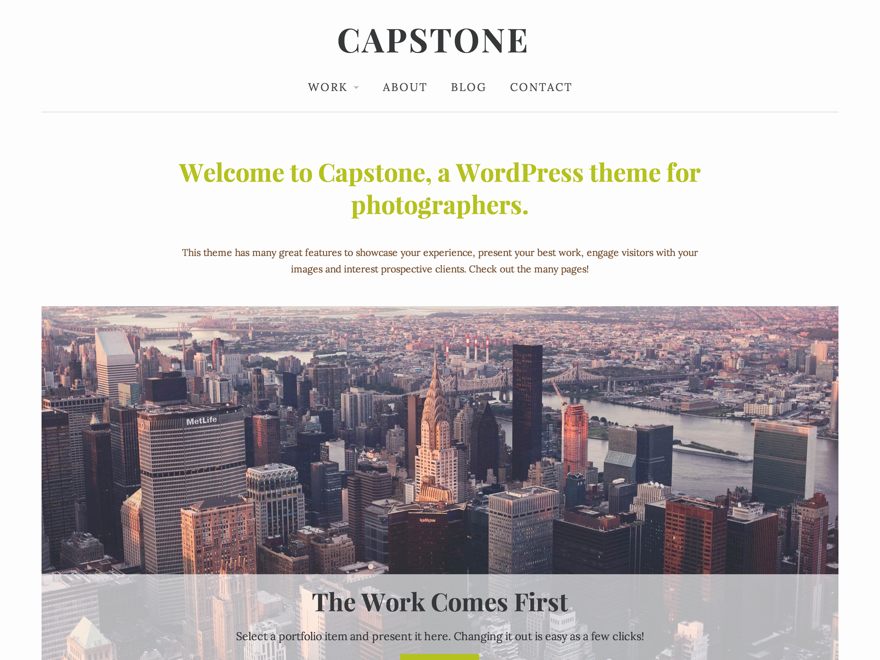 CAPSTONE
WORK ABOUT BLOG CONTACT
Welcome to Capstone, a WordPress theme for
photographers.
This theme has many great features to showcase your experience, present your best work, engage visitors with your
images and interest prospective clients. Check out the many pages!
MetLife
The Work Comes First
Select a portfolio item and present it here. Changing it out is easy as a few clicks!